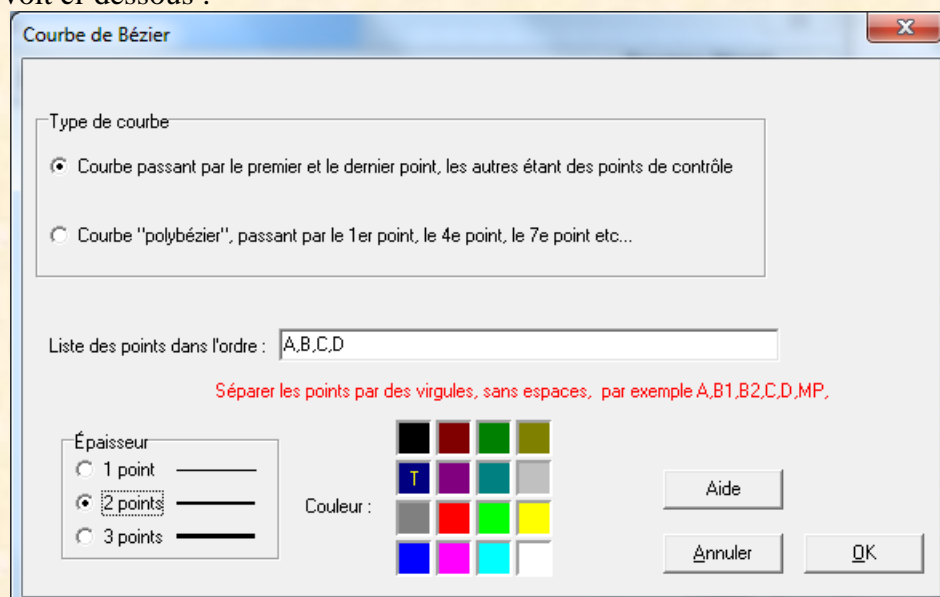 voit ci-dessous :
Courbe de Bézier
Type de courbe
Courbe passant par le premier et le dernier point, les autres étant des points de contrôle
Courbe "polybézier", passant par le 1er point, le 4e point, le 7e point etc...
Liste des points dans l'ordre : A,B,C,D
Séparer les points par des virgules, sans espaces, par exemple A,B1,B2,C,D,MP,
Épaisseur
1 point
2 points
3 points
Couleur :
T
Aide
Annuler
OK